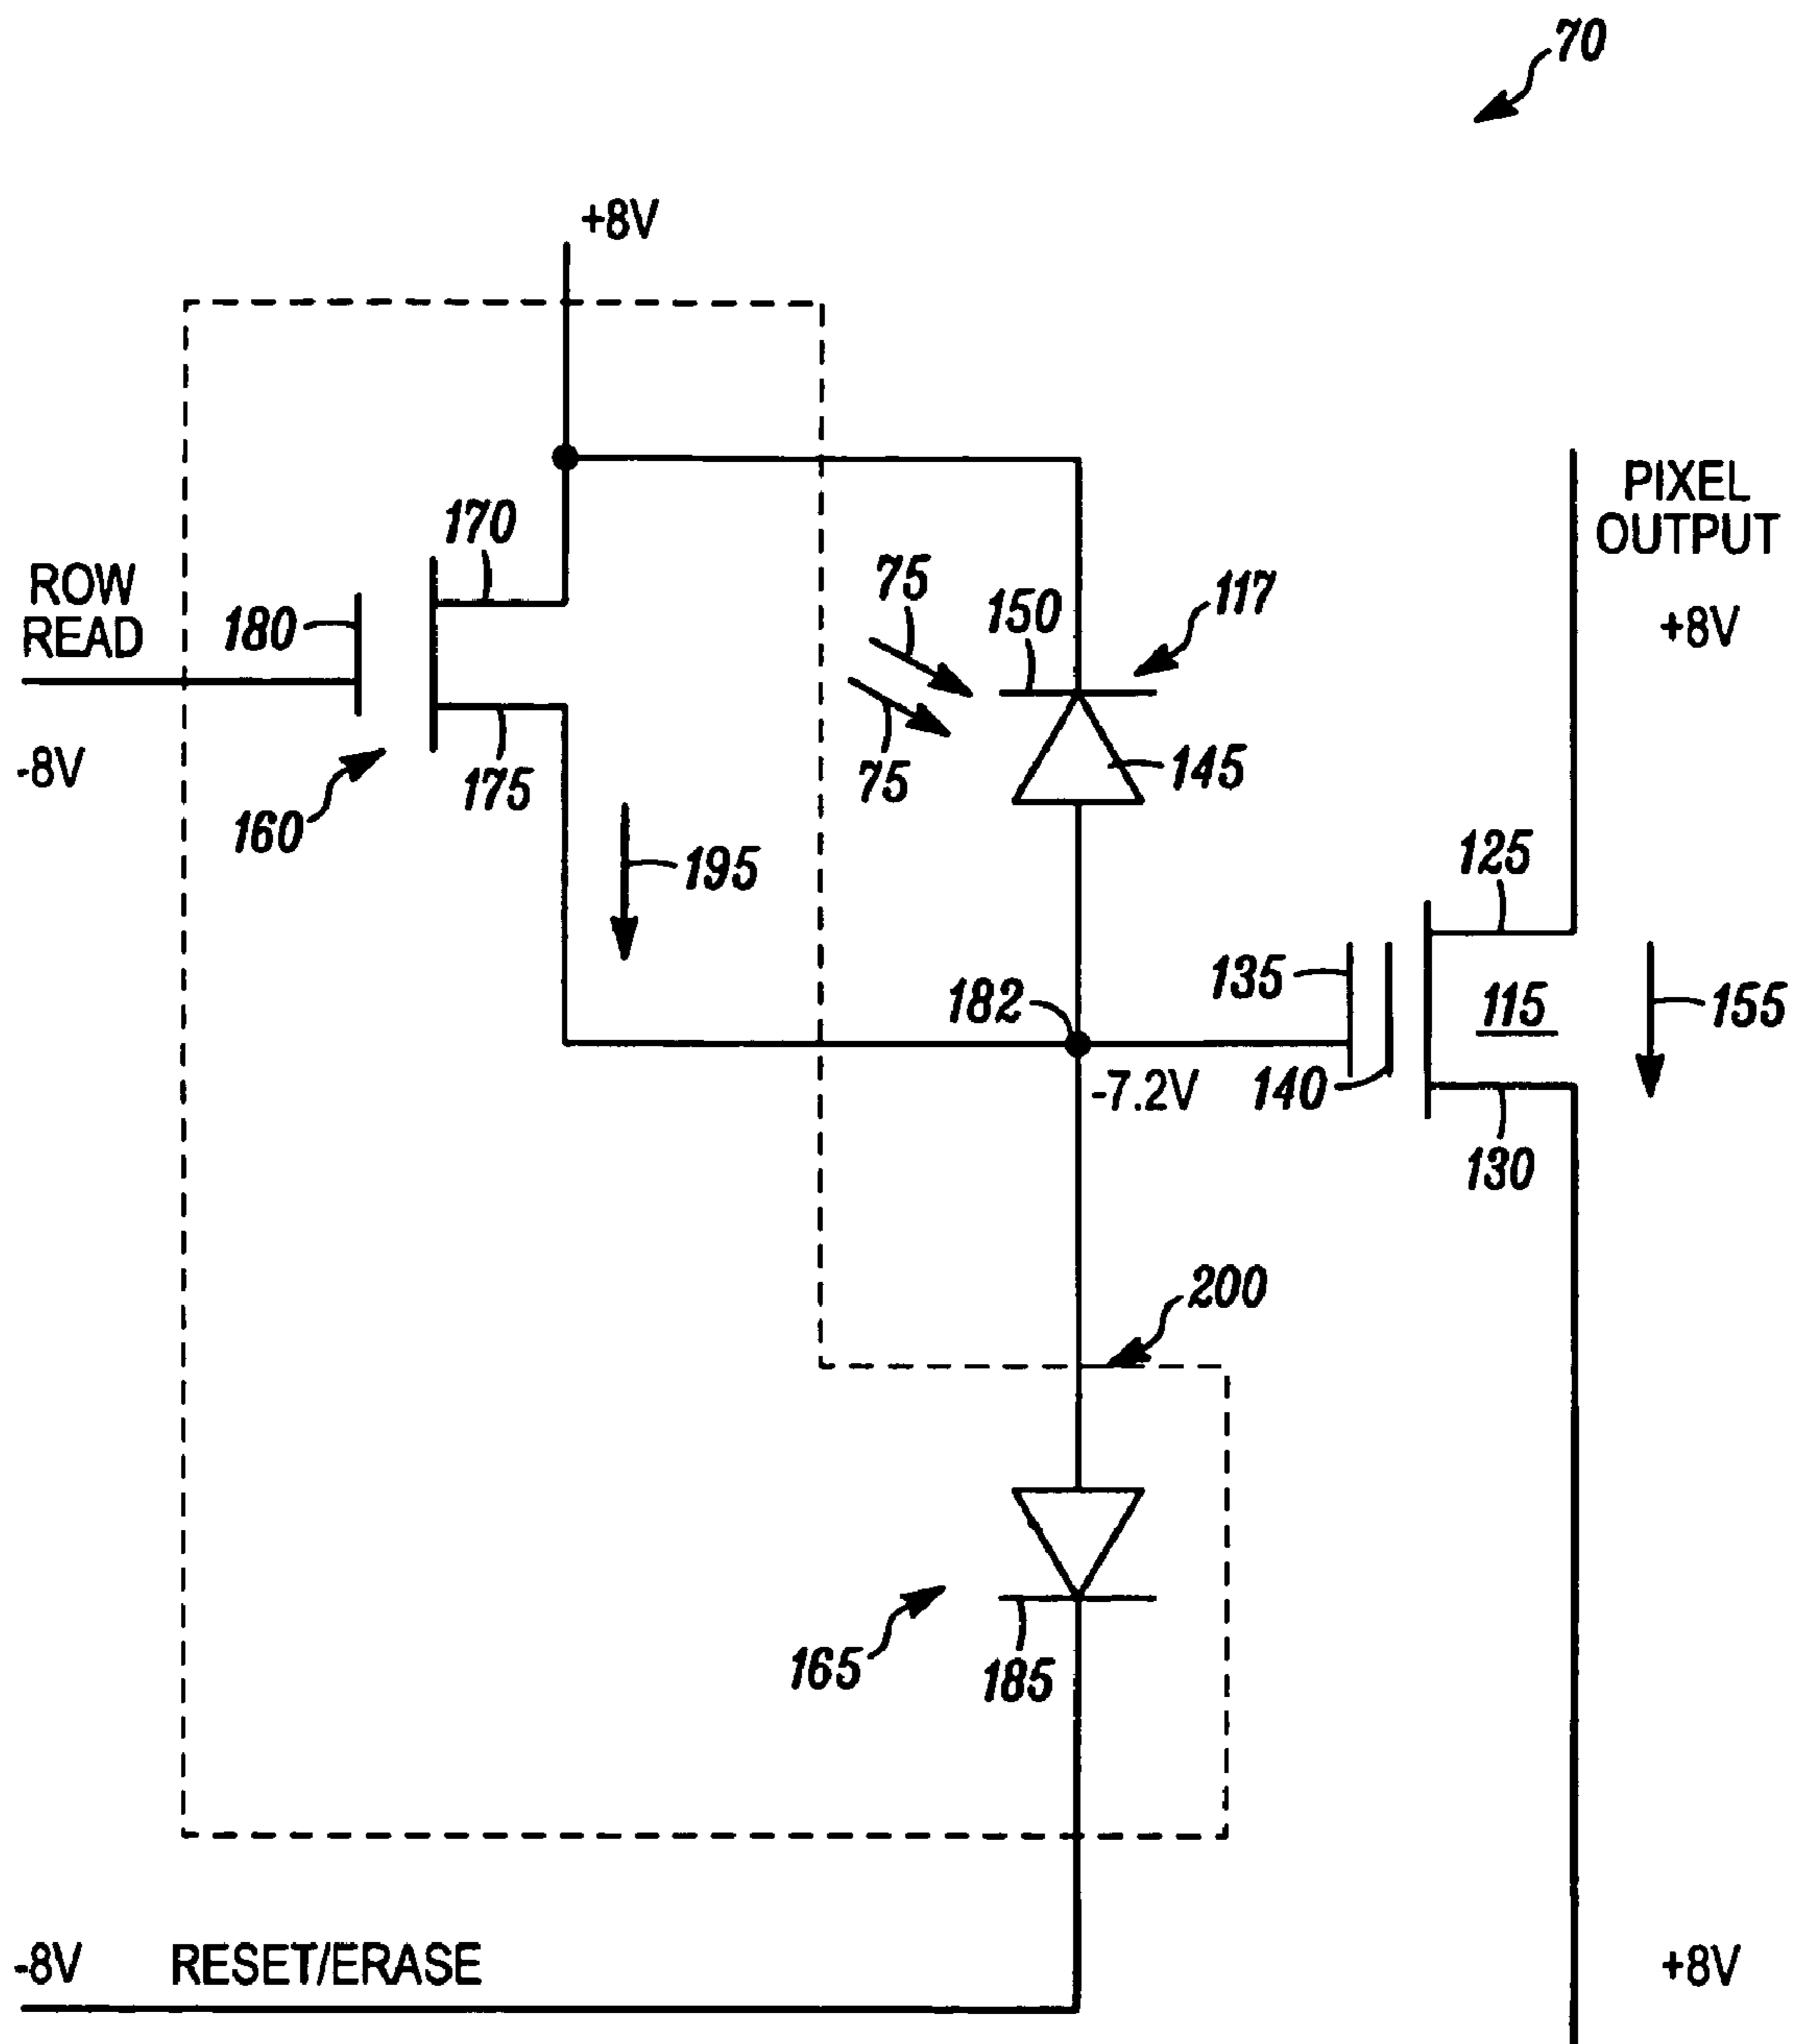 70
+8V
170
PIXEL
OUTPUT
ROW
READ
180
75
150
117
+8V
-8V
175
75
145
160
195
125
182
135
115
155
-7.2V
140
130
200
165
185
-8V
RESET/ERASE
+8V